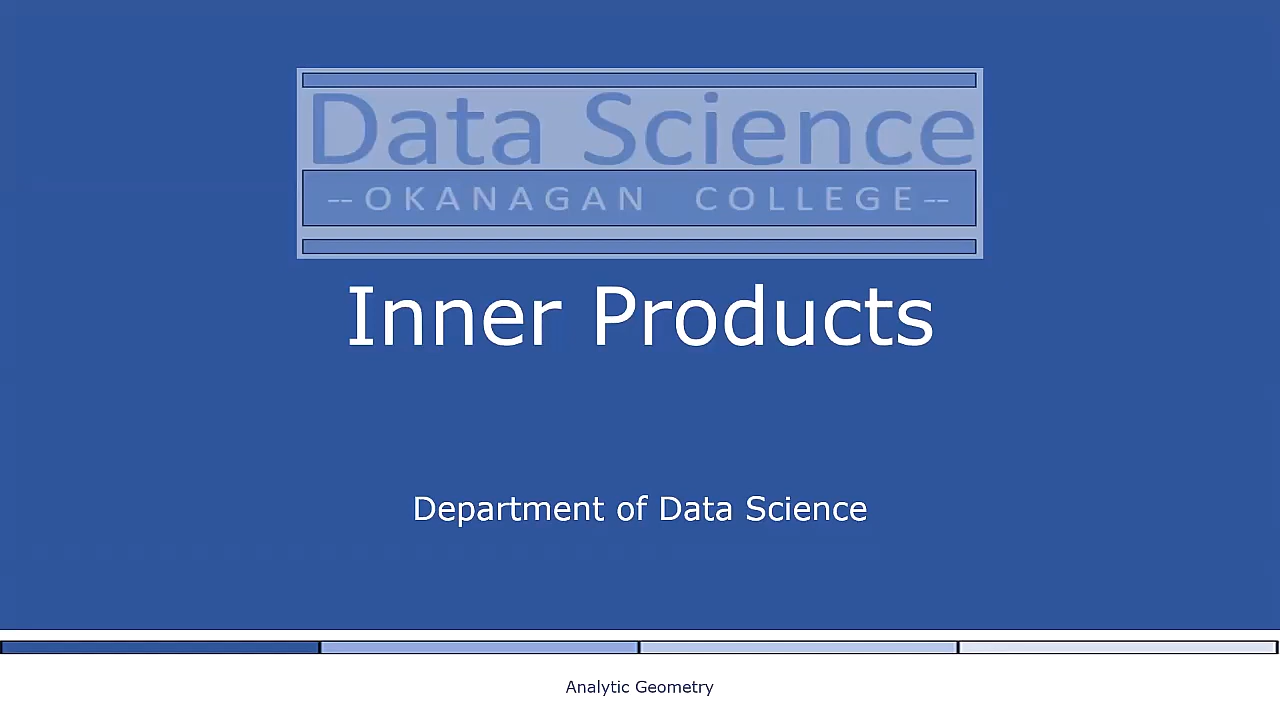 Data Science
--OKANAGAN COLLEGE--
Inner Products
Department of Data Science
Analytic Geometry